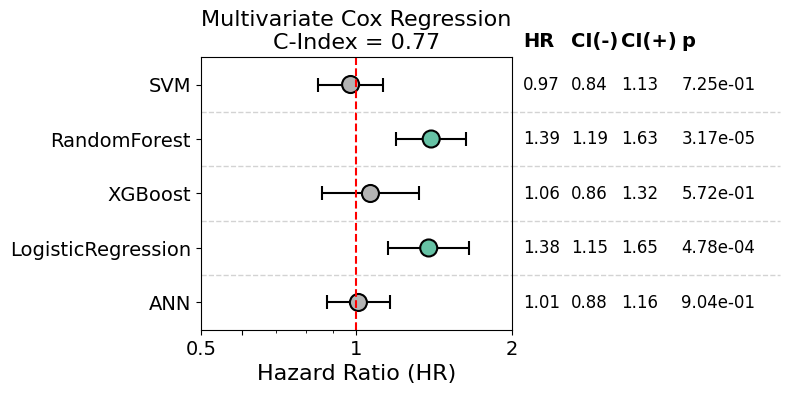 Multivariate Cox Regression
C-Index = 0.77
HR CI(-) CI(+) p
SVM 0.97 0.84 1.13 7.25e-01
RandomForest 1.39 1.19 1.63 3.17e-05
XGBoost 1.06 0.86 1.32 5.72e-01
LogisticRegression 1.38 1.15 1.65 4.78e-04
ANN 1.01 0.88 1.16 9.04e-01
0.5 1 2
Hazard Ratio (HR)